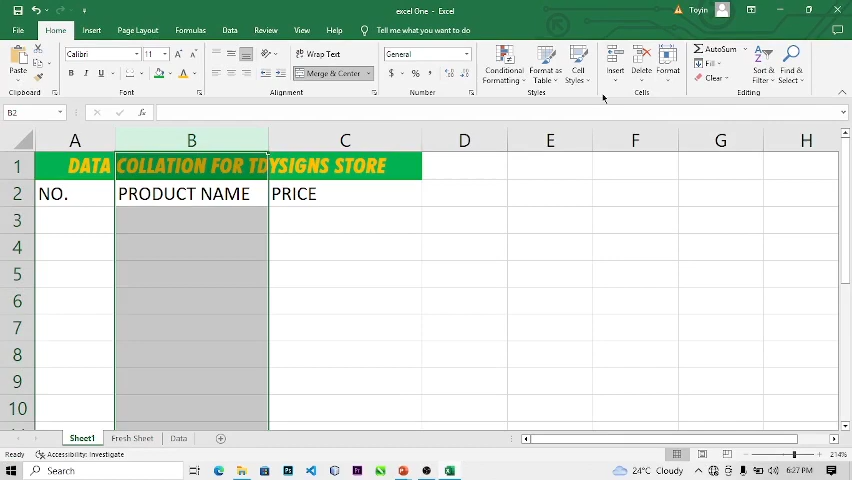 excel One - Excel
Toyin
File Home Insert Page Layout Formulas Data Review View Help Tell me what you want to do
Paste
Calibri 11
B I U
Wrap Text
Merge & Center
General
$ % ,
Conditional Formatting
Format as Table
Cell Styles
Insert
Delete
Format
AutoSum
Fill
Clear
Sort & Filter
Find & Select
Clipboard Font Alignment Number Styles Cells Editing
B2 fx
A B C D E F G H
1 DATA COLLATION FOR TDYSIGNS STORE
2 NO. PRODUCT NAME PRICE
3
4
5
6
7
8
9
10
Sheet1 Fresh Sheet Data
Ready Accessibility: Investigate 214%
Search 24°C Cloudy 6:27 PM